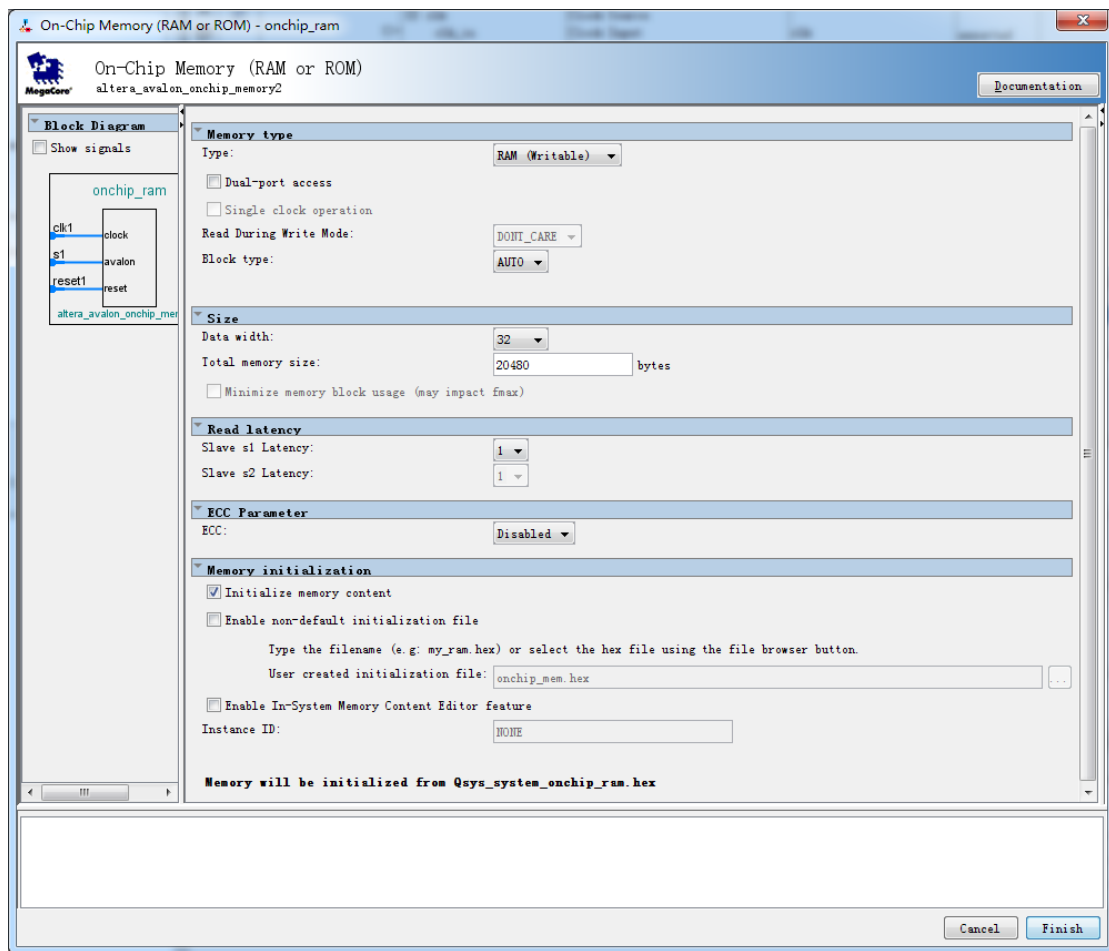 On-Chip Memory (RAM or ROM) - onchip_ram
MegaCore®
On-Chip Memory (RAM or ROM)
altera_avalon_onchip_memory2
Documentation
Block Diagram
Show signals
onchip_ram
clk1
clock
s1
avalon
reset1
reset
altera_avalon_onchip_mer
Memory type
Type: RAM (Writable)
Dual-port access
Single clock operation
Read During Write Mode: DONT_CARE
Block type: AUTO
Size
Data width: 32
Total memory size: 20480 bytes
Minimize memory block usage (may impact fmax)
Read latency
Slave s1 Latency: 1
Slave s2 Latency: 1
ECC Parameter
ECC: Disabled
Memory initialization
Initialize memory content
Enable non-default initialization file
Type the filename (e.g: my_ram.hex) or select the hex file using the file browser button.
User created initialization file: onchip_mem.hex ...
Enable In-System Memory Content Editor feature
Instance ID: NONE
Memory will be initialized from Qsys_system_onchip_ram.hex
Cancel Finish